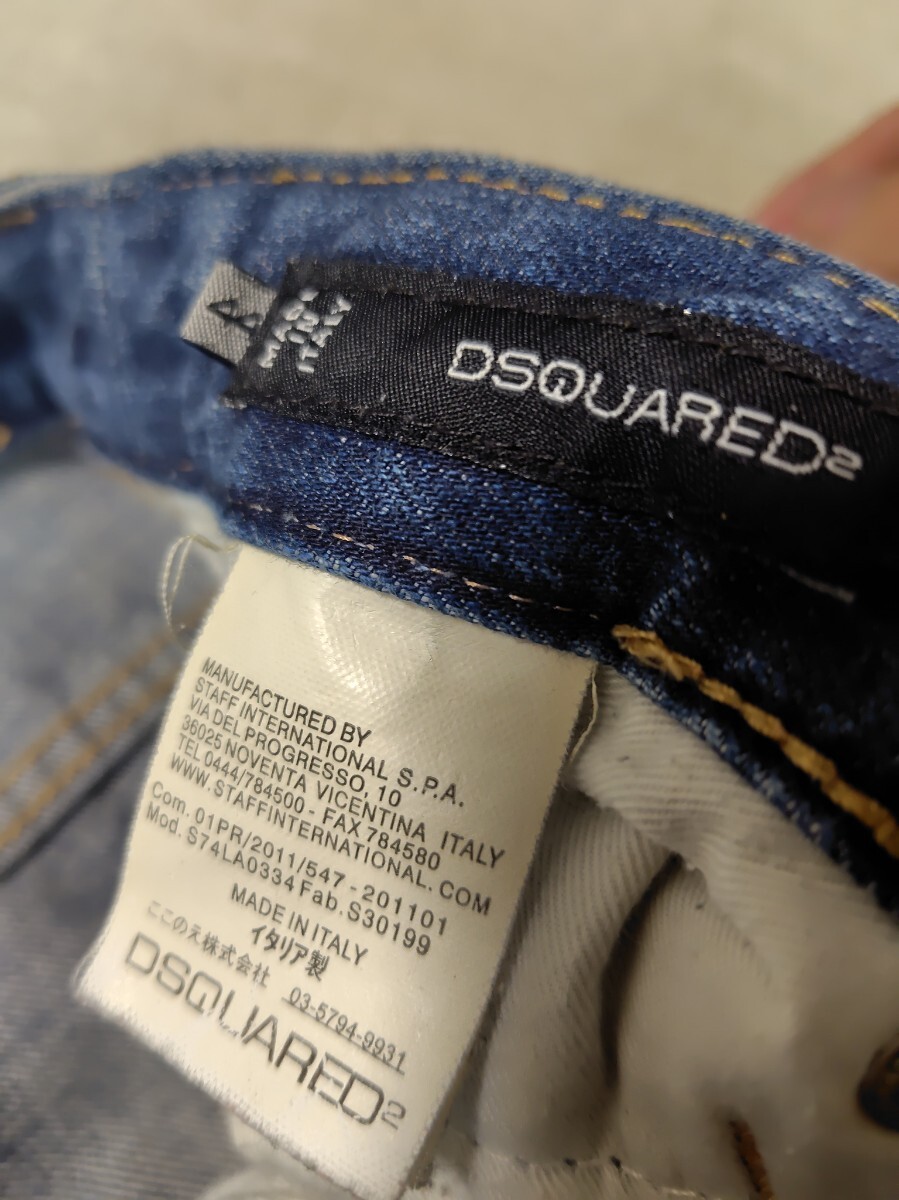 44
DSQUARED2
MANUFACTURED BY
STAFF INTERNATIONAL S.P.A.
VIA DEL PROGRESSO, 10
36025 NOVENTA VICENTINA ITALY
TEL 0444/784500 - FAX 784580
WWW.STAFFINTERNATIONAL.COM
Com. 01PR/2011/547 - 201101
Mod. S74LA0334 Fab. S30199
MADE IN ITALY
イタリア製
ここのえ株式会社 03-5794-9931
DSQUARED2